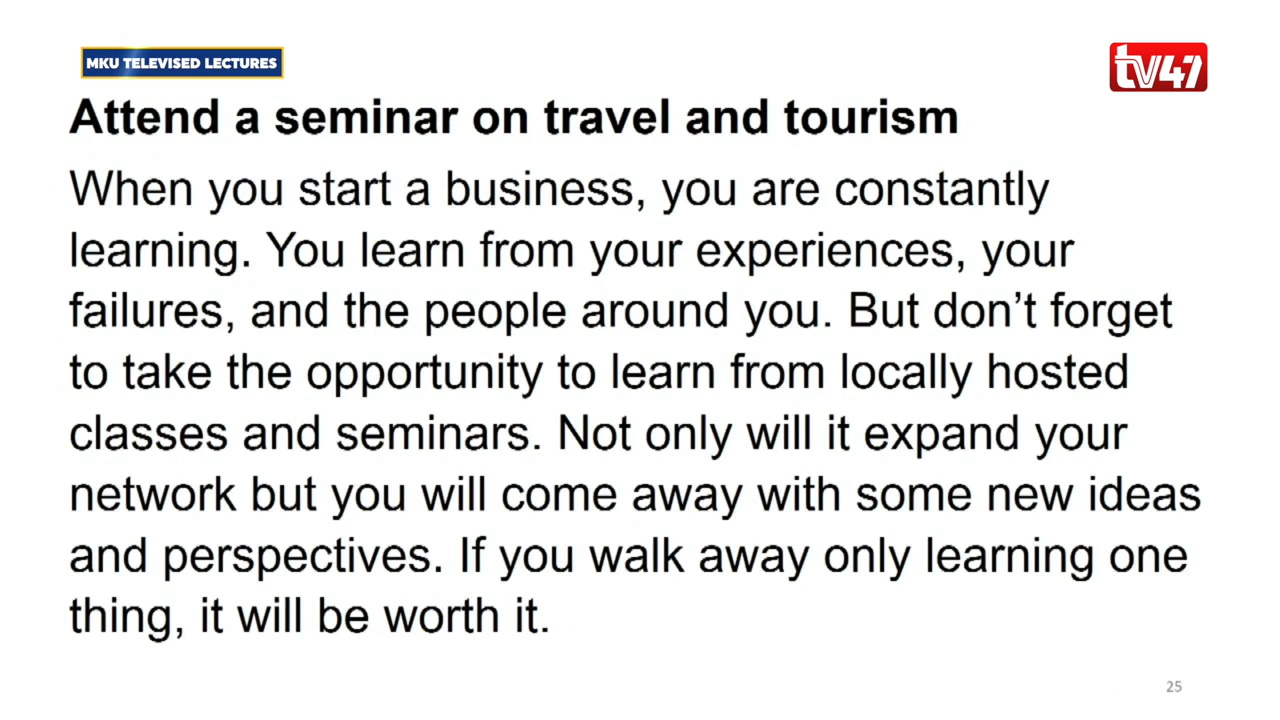 MKU TELEVISED LECTURES
tv47
Attend a seminar on travel and tourism
When you start a business, you are constantly
learning. You learn from your experiences, your
failures, and the people around you. But don’t forget
to take the opportunity to learn from locally hosted
classes and seminars. Not only will it expand your
network but you will come away with some new ideas
and perspectives. If you walk away only learning one
thing, it will be worth it.
25